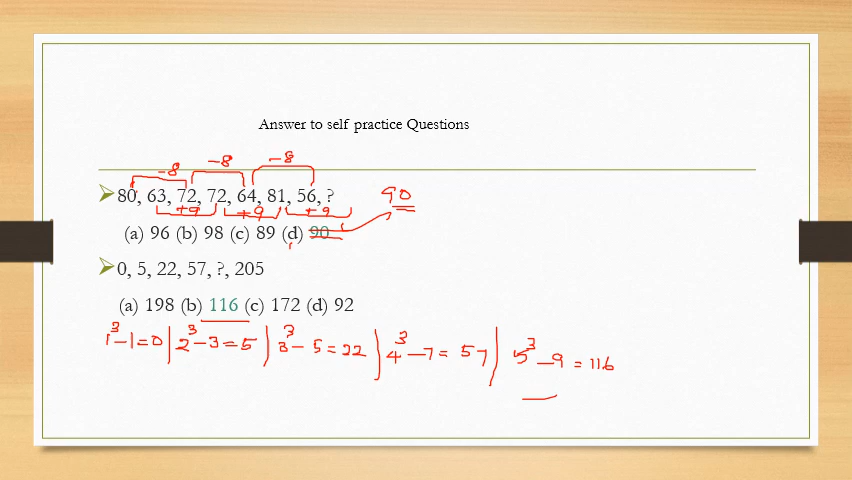 Answer to self practice Questions
-8 -8 -8
80, 63, 72, 72, 64, 81, 56, ? 90
+9 +9 +9
(a) 96 (b) 98 (c) 89 (d) 90
0, 5, 22, 57, ?, 205
(a) 198 (b) 116 (c) 172 (d) 92
1³-1=0 | 2³-3=5 | 3³-5=22 | 4³-7=57 | 5³-9=116